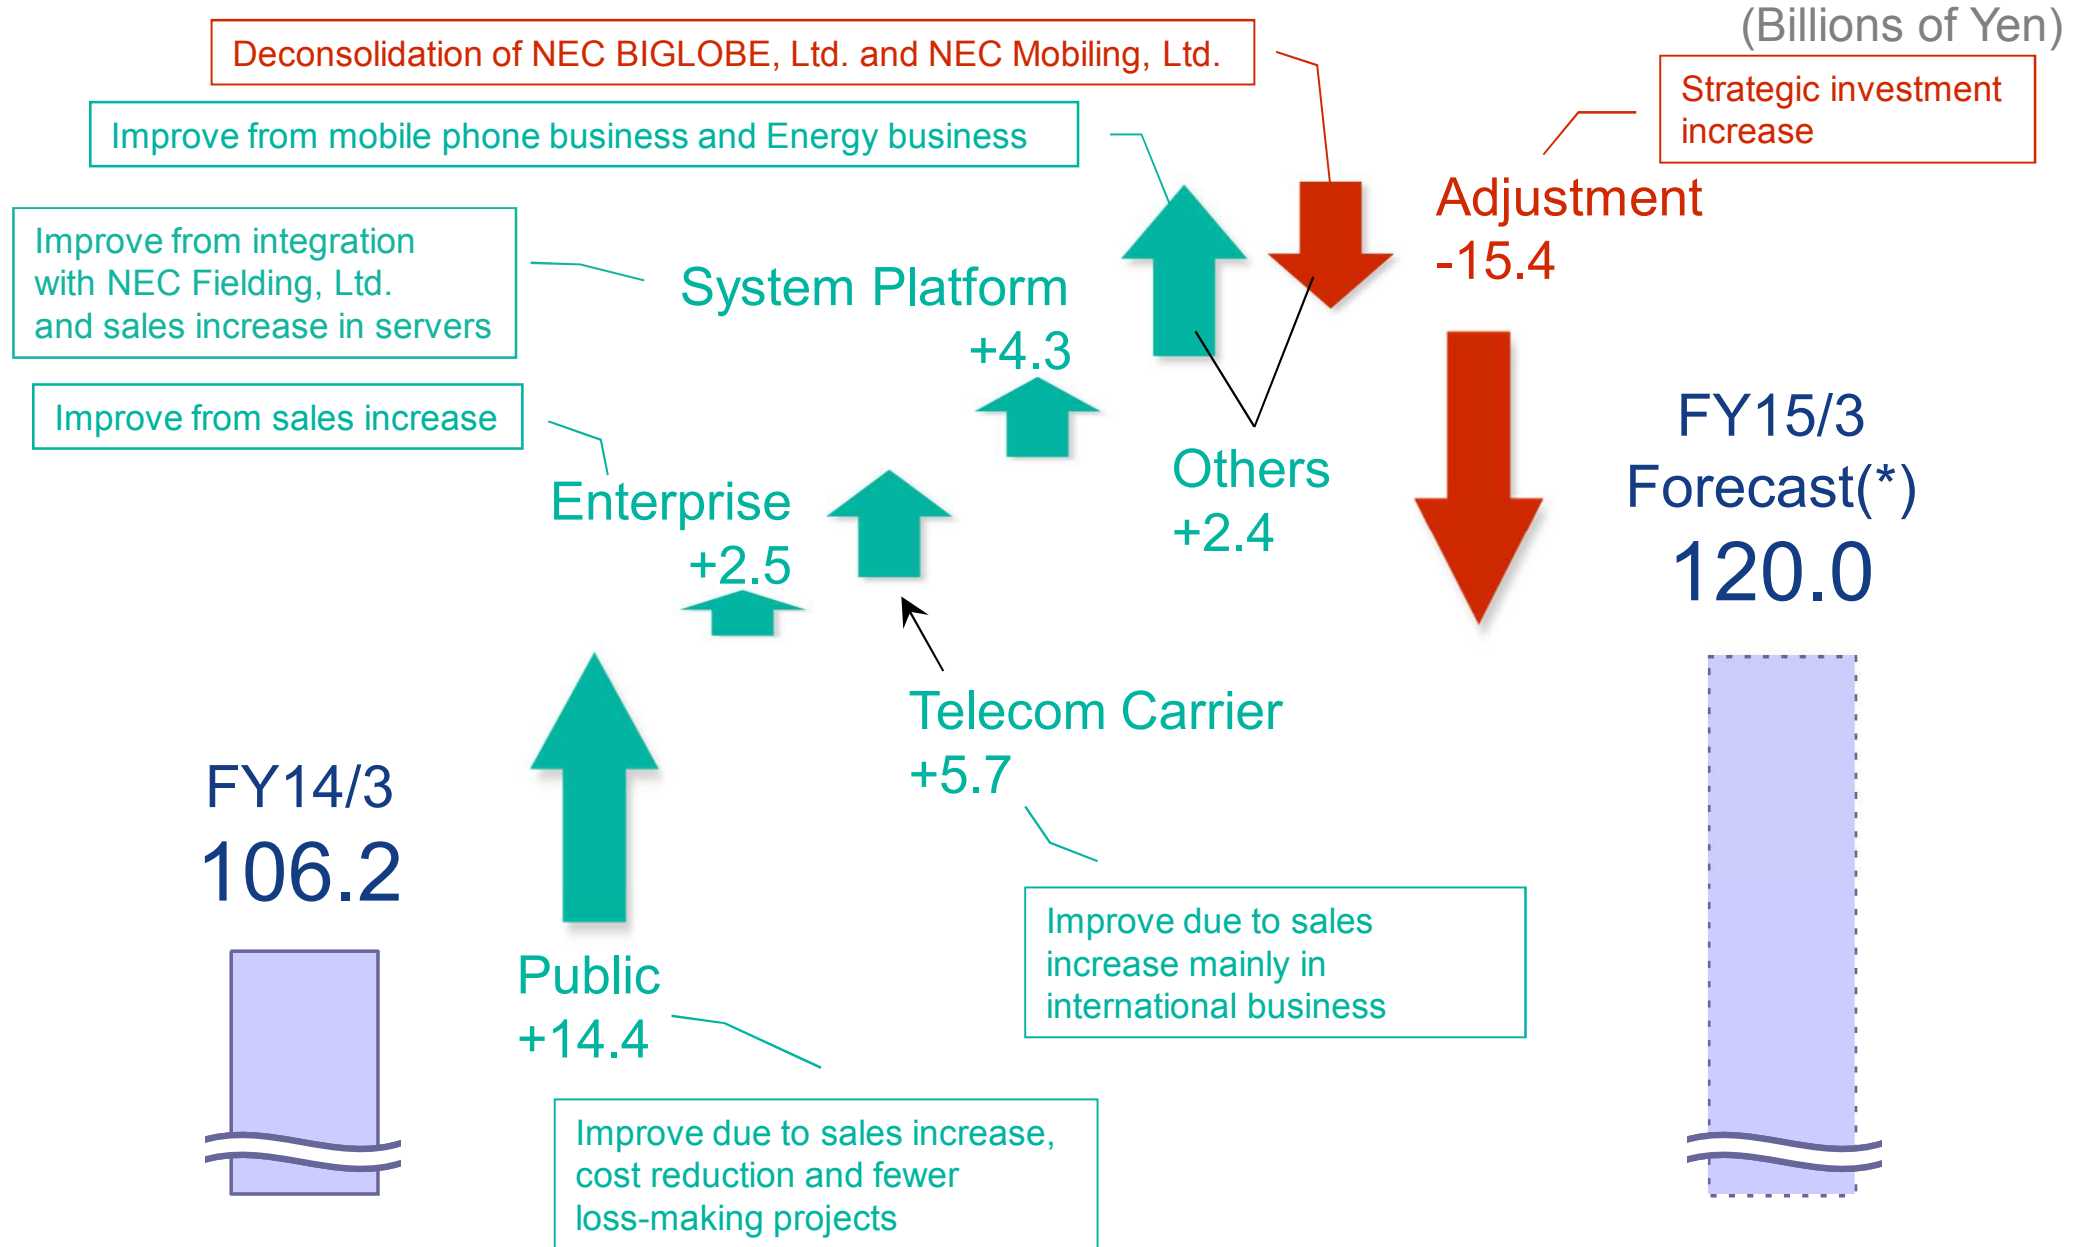 (Billions of Yen)
Deconsolidation of NEC BIGLOBE, Ltd. and NEC Mobiling, Ltd.
Strategic investment
increase
Improve from mobile phone business and Energy business
Adjustment
-15.4
Improve from integration
with NEC Fielding, Ltd.
and sales increase in servers
System Platform
+4.3
Improve from sales increase
Enterprise
+2.5
Others
+2.4
FY15/3
Forecast(*)
120.0
Telecom Carrier
+5.7
FY14/3
106.2
Improve due to sales
increase mainly in
international business
Public
+14.4
Improve due to sales increase,
cost reduction and fewer
loss-making projects